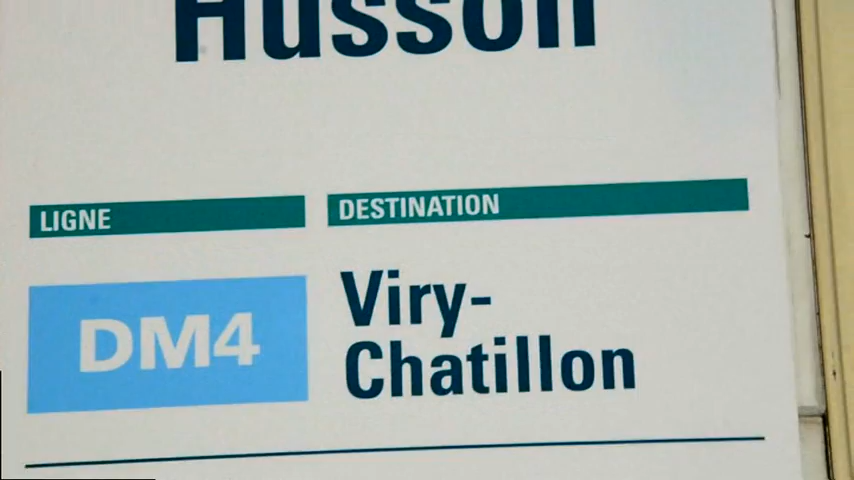 Husson
LIGNE
DESTINATION
DM4
Viry-
Chatillon